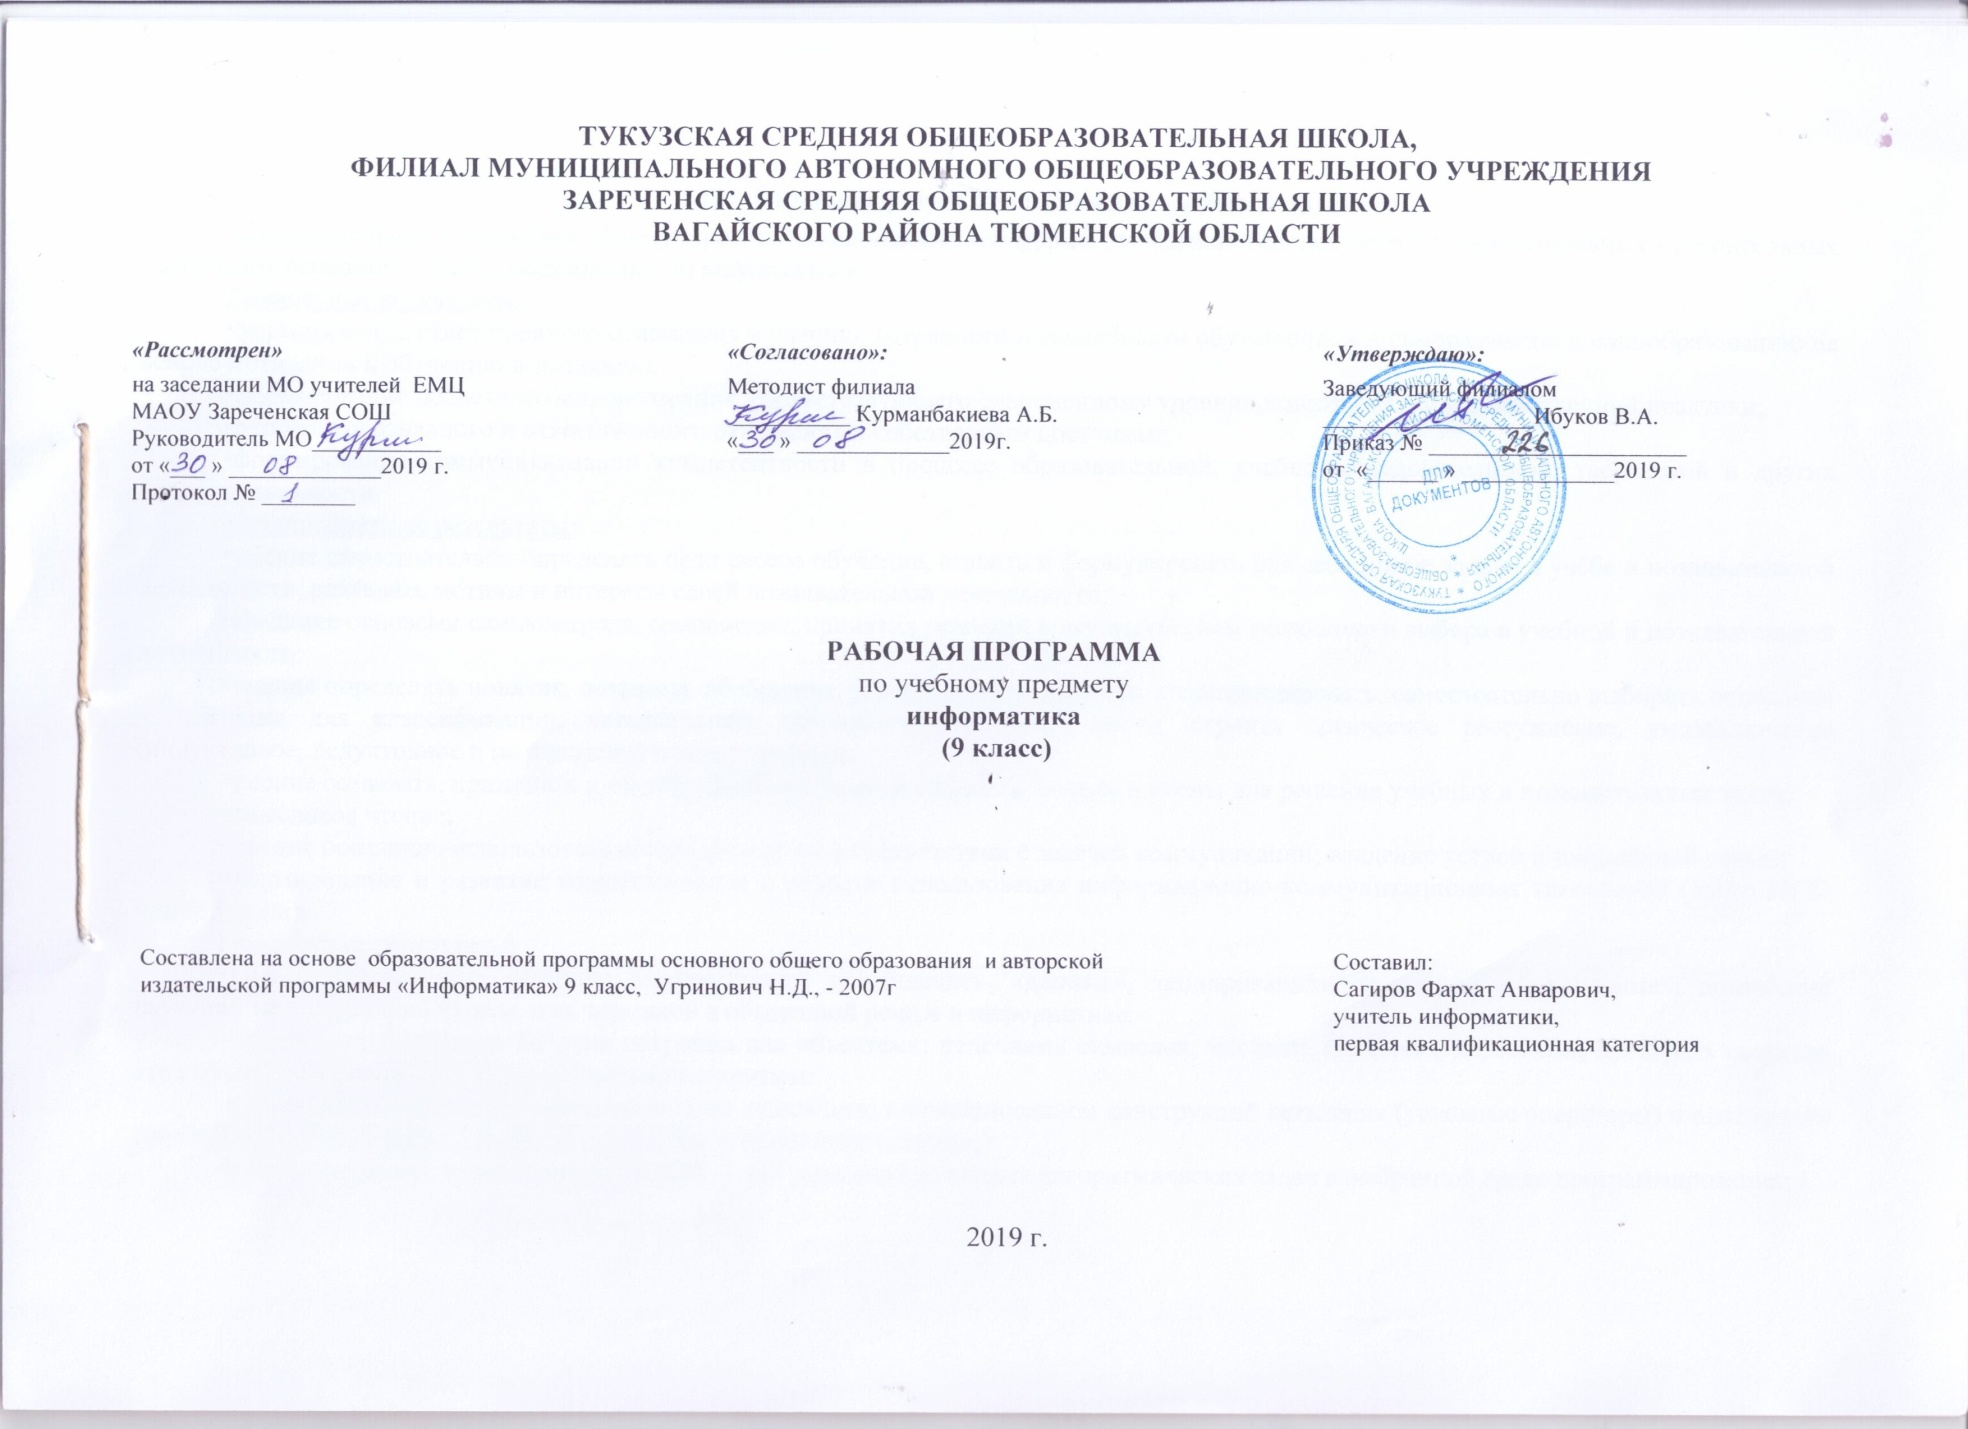 ТУКУЗСКАЯ СРЕДНЯЯ ОБЩЕОБРАЗОВАТЕЛЬНАЯ ШКОЛА,
ФИЛИАЛ МУНИЦИПАЛЬНОГО АВТОНОМНОГО ОБЩЕОБРАЗОВАТЕЛЬНОГО УЧРЕЖДЕНИЯ
ЗАРЕЧЕНСКАЯ СРЕДНЯЯ ОБЩЕОБРАЗОВАТЕЛЬНАЯ ШКОЛА
ВАГАЙСКОГО РАЙОНА ТЮМЕНСКОЙ ОБЛАСТИ
«Рассмотрен»
на заседании МО учителей ЕМЦ
МАОУ Зареченская СОШ
Руководитель МО
от «30» 08 2019 г.
Протокол № 1
«Согласовано»:
Методист филиала
Курманбакиева А.Б.
«30» 08 2019г.
«Утверждаю»:
Заведующий филиалом
Ибуков В.А.
Приказ № 226
от « » 2019 г.
ДЛЯ
ДОКУМЕНТОВ
РАБОЧАЯ ПРОГРАММА
по учебному предмету
информатика
(9 класс)
Составлена на основе образовательной программы основного общего образования и авторской
издательской программы «Информатика» 9 класс, Угринович Н.Д., - 2007г
Составил:
Сагиров Фархат Анварович,
учитель информатики,
первая квалификационная категория
2019 г.